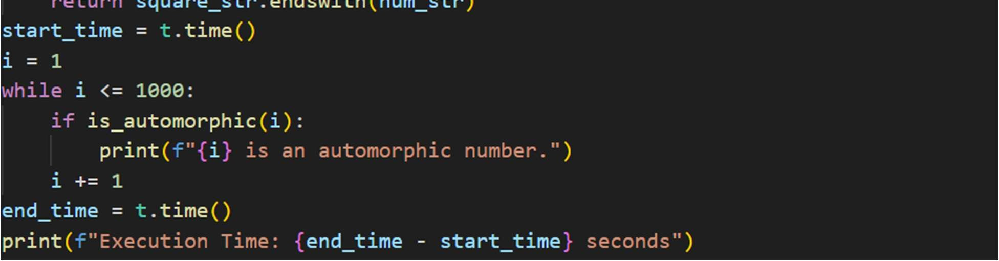 return square_str.endswith(num_str)
start_time = t.time()
i = 1
while i <= 1000:
    if is_automorphic(i):
        print(f"{i} is an automorphic number.")
    i += 1
end_time = t.time()
print(f"Execution Time: {end_time - start_time} seconds")